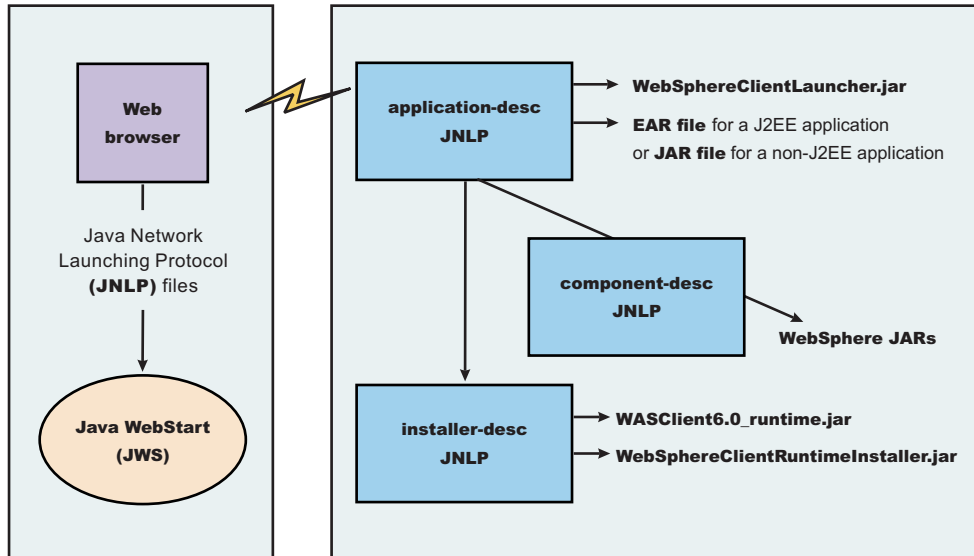 Web
browser
Java Network
Launching Protocol
(JNLP) files
Java WebStart
(JWS)
application-desc
JNLP
WebSphereClientLauncher.jar
EAR file for a J2EE application
or JAR file for a non-J2EE application
component-desc
JNLP
WebSphere JARs
installer-desc
JNLP
WASClient6.0_runtime.jar
WebSphereClientRuntimeInstaller.jar